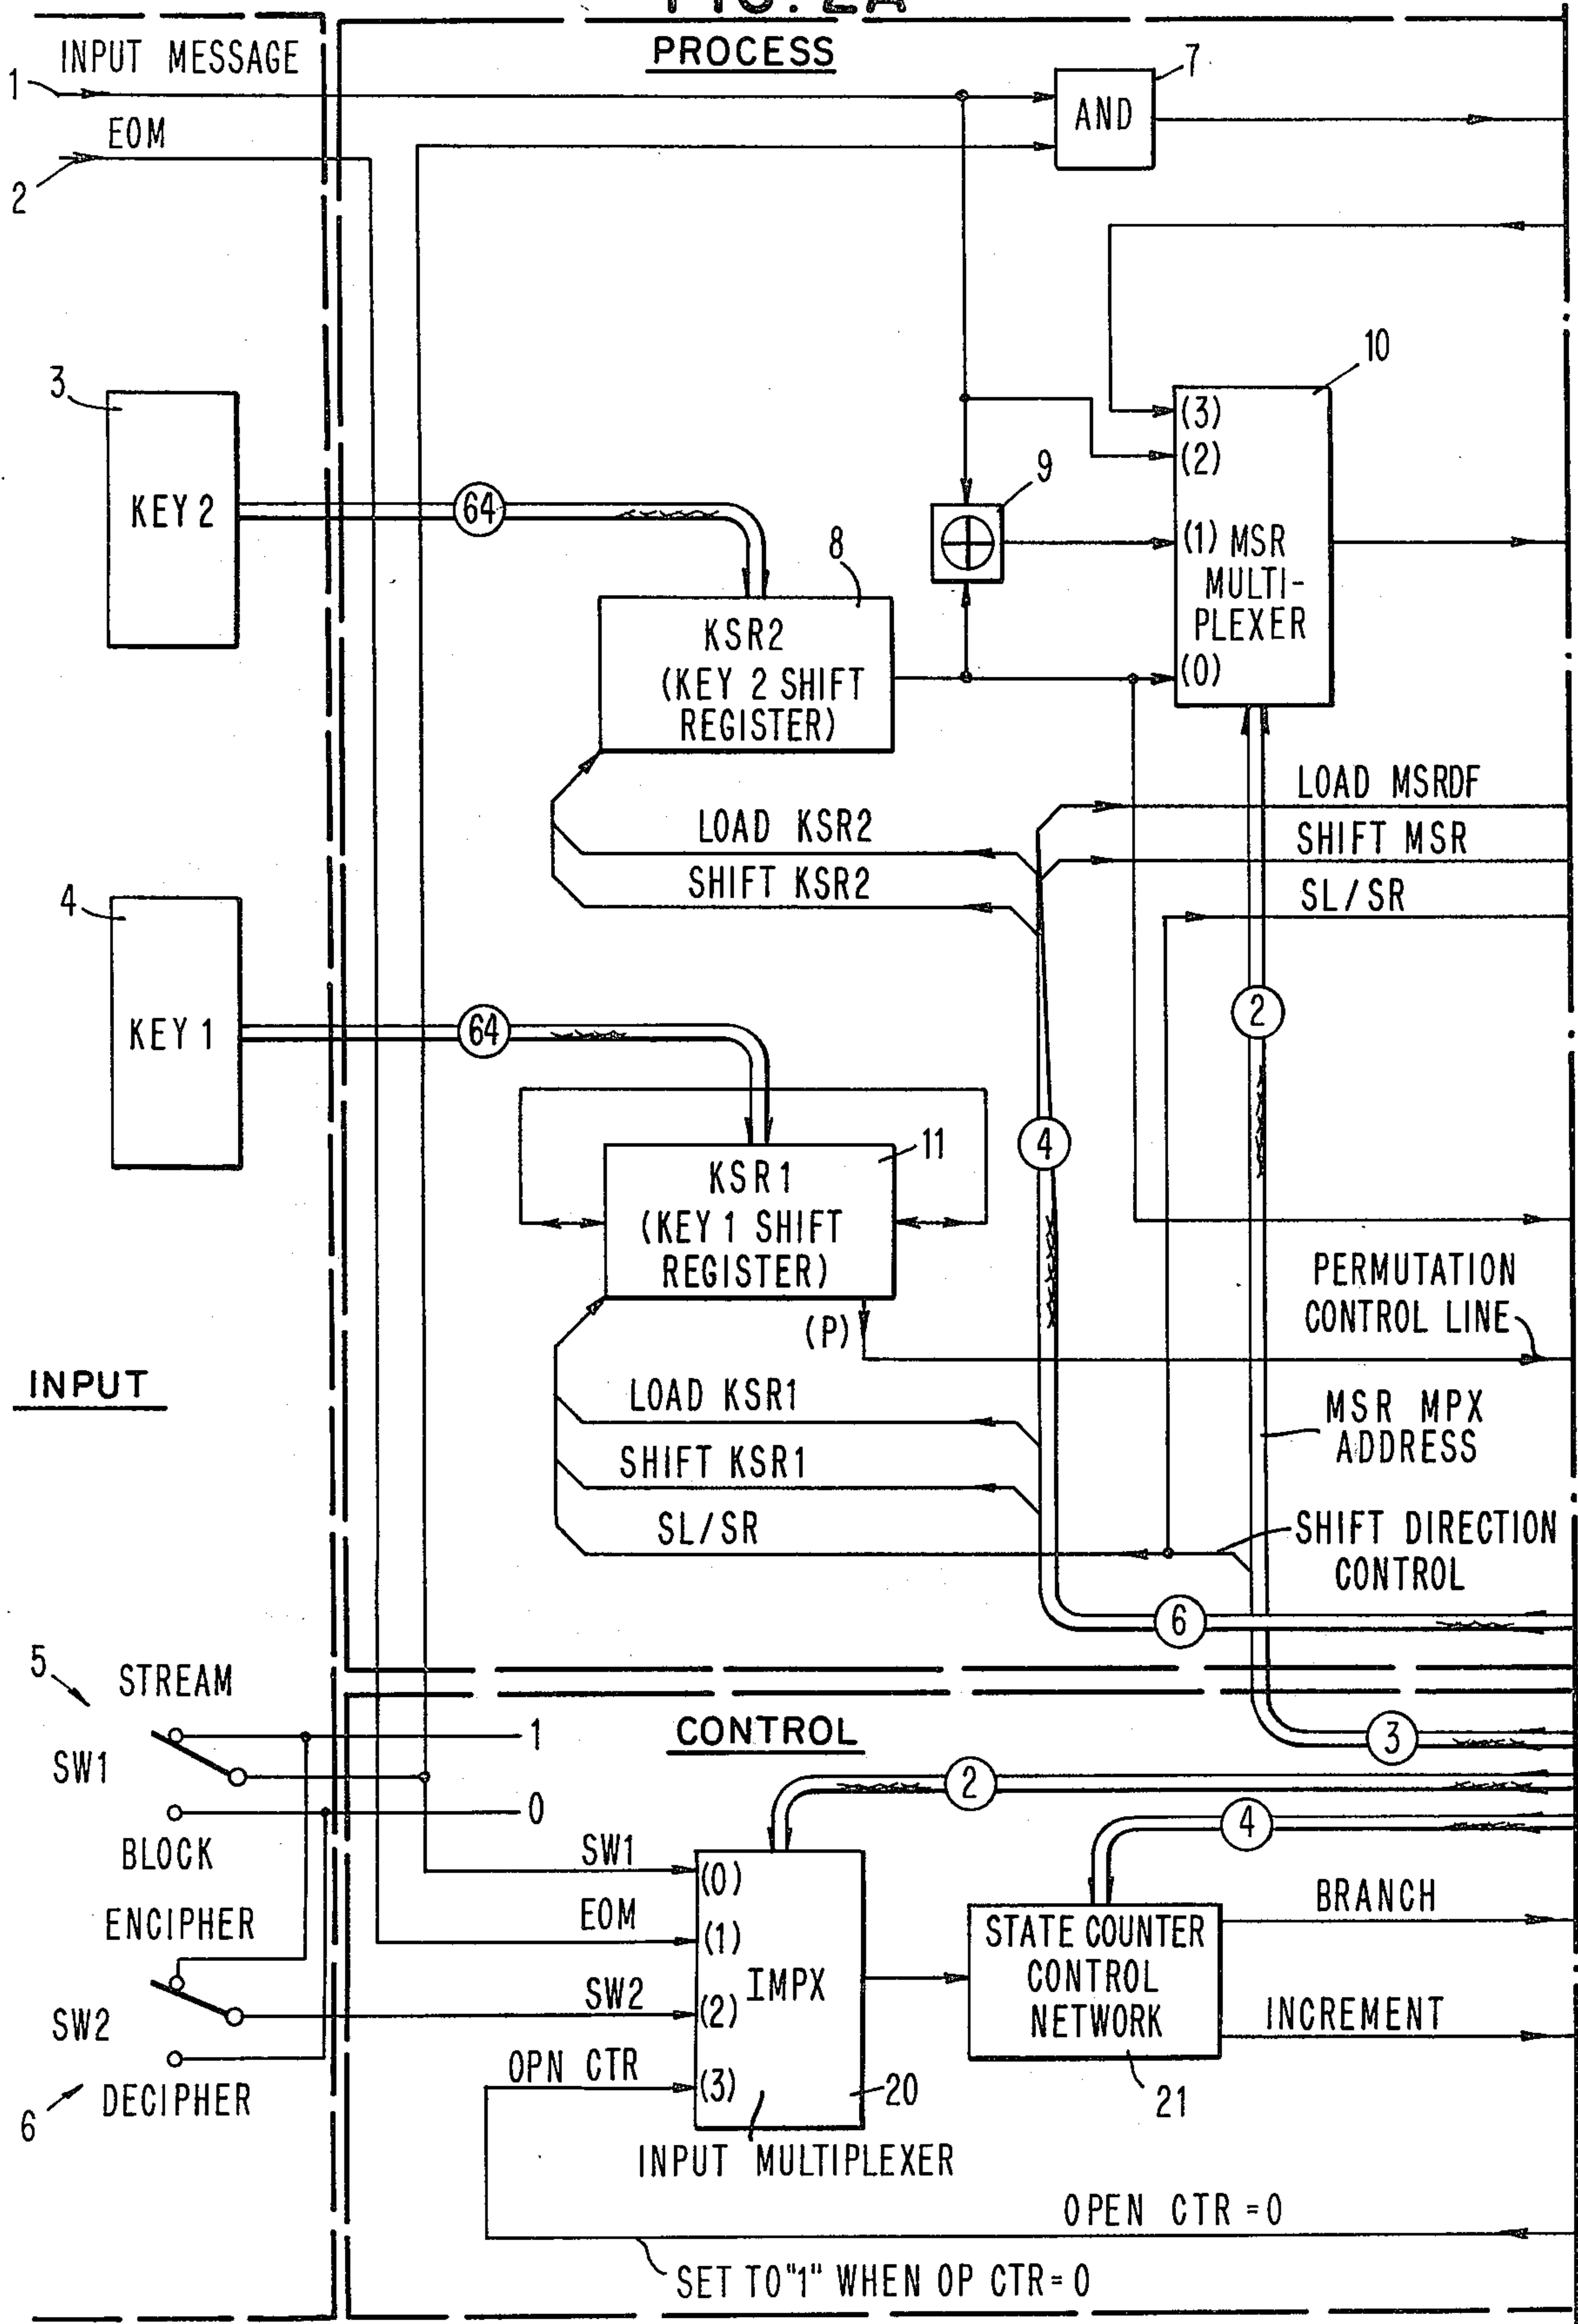 FIG. 2A
INPUT MESSAGE
PROCESS
1
7
AND
EOM
2
10
3
(3)
(2)
KEY 2
64
9
8
(1) MSR
MULTI-
PLEXER
(0)
KSR2
(KEY 2 SHIFT
REGISTER)
LOAD MSRDF
LOAD KSR2
SHIFT MSR
SHIFT KSR2
SL/SR
4
2
KEY 1
64
4
11
KSR1
(KEY 1 SHIFT
REGISTER)
PERMUTATION
CONTROL LINE
(P)
INPUT
LOAD KSR1
MSR MPX
ADDRESS
SHIFT KSR1
SL/SR
SHIFT DIRECTION
CONTROL
6
5
STREAM
CONTROL
1
3
SW1
2
0
4
BLOCK
SW1
(0)
BRANCH
ENCIPHER
EOM
(1)
STATE COUNTER
CONTROL
NETWORK
IMPX
SW2
(2)
INCREMENT
SW2
OPN CTR
(3)
20
21
DECIPHER
6
INPUT MULTIPLEXER
OPEN CTR = 0
SET TO "1" WHEN OP CTR = 0